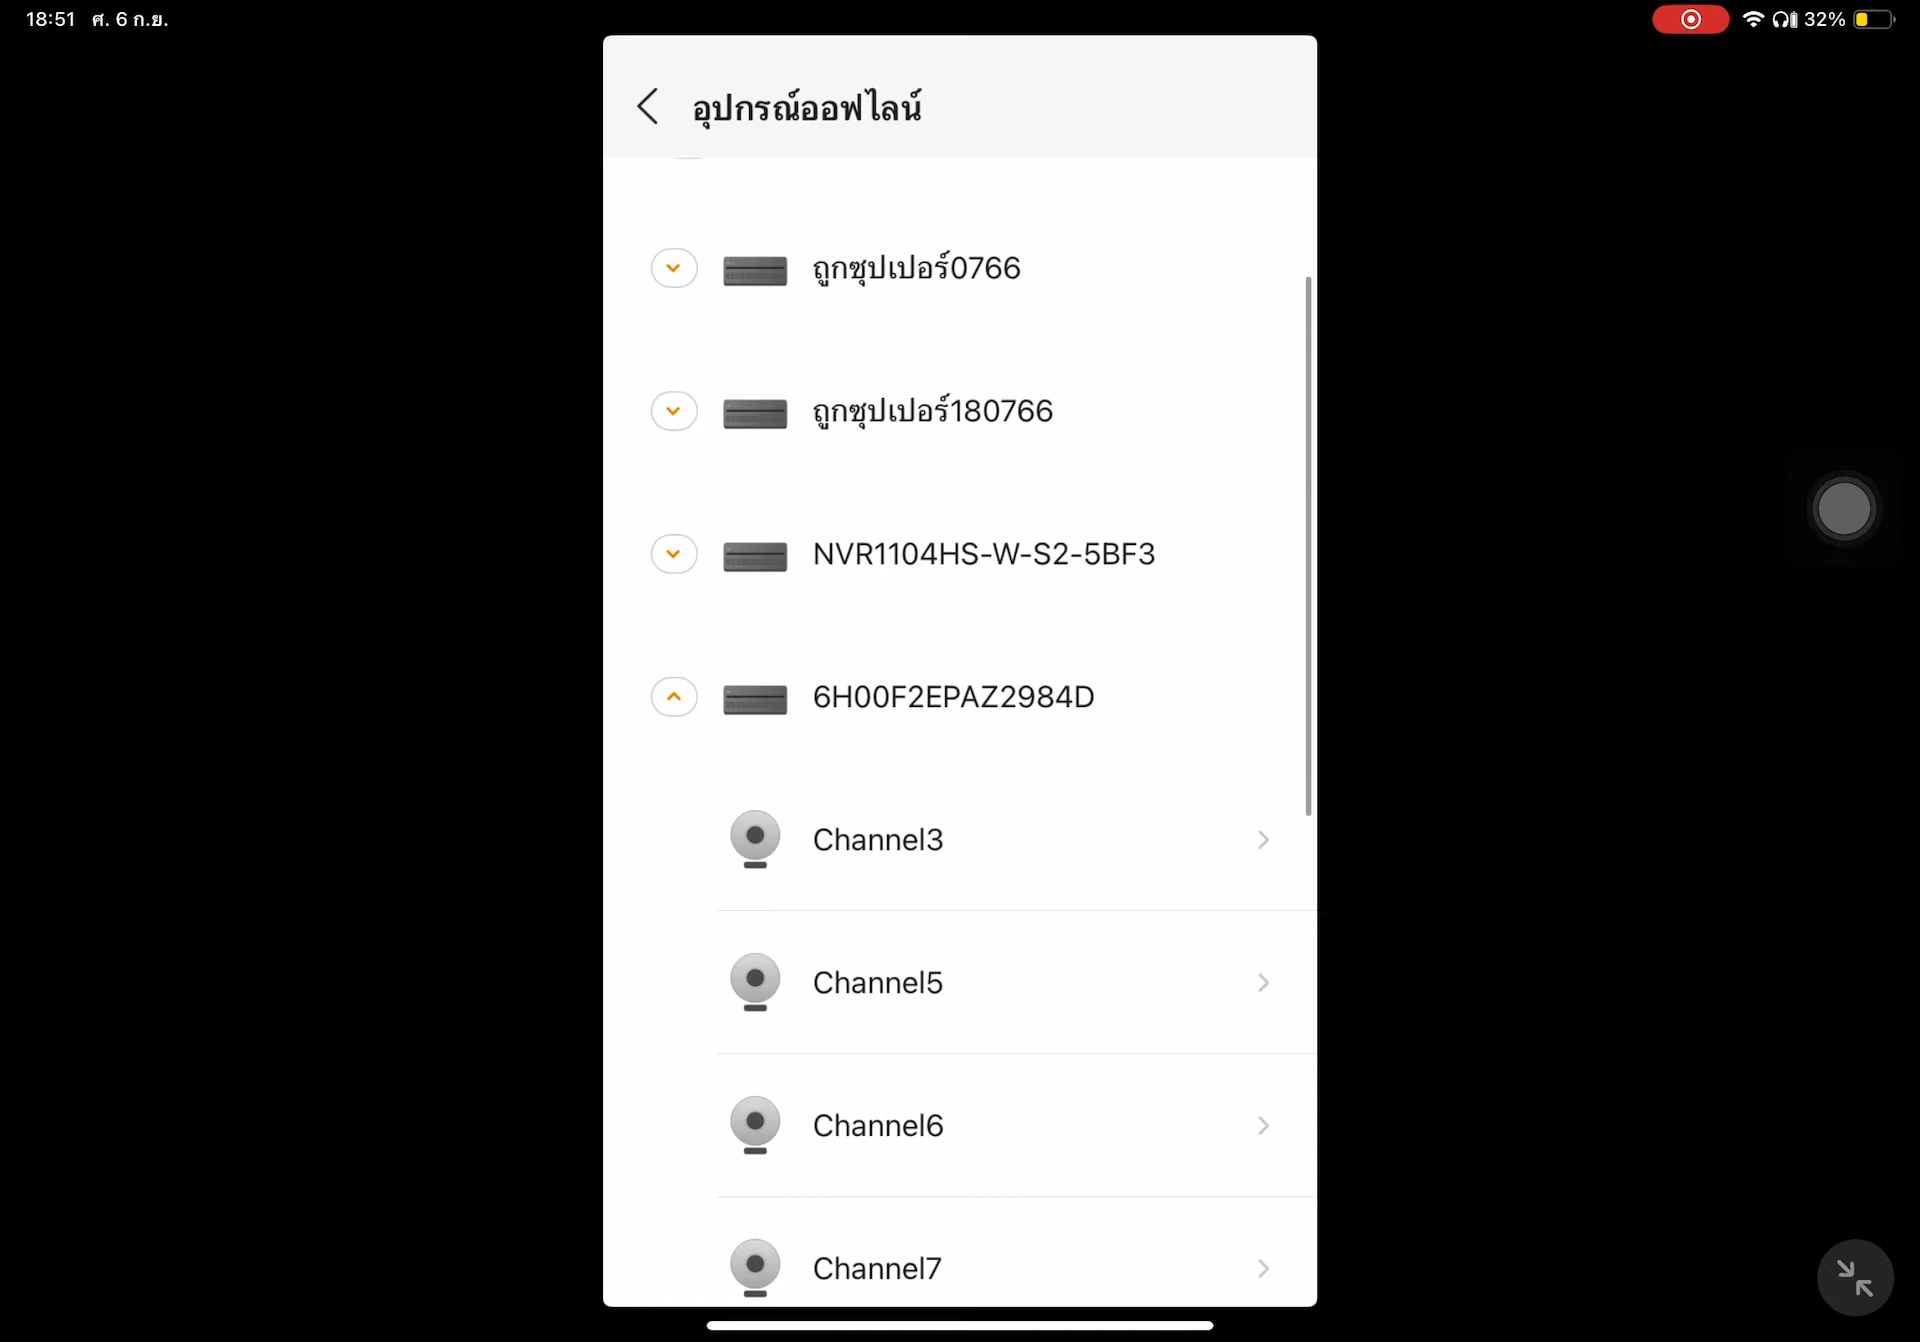 18:51 ศ. 6 ก.ย.
32%
อุปกรณ์ออฟไลน์
ถูกซุปเปอร์0766
ถูกซุปเปอร์180766
NVR1104HS-W-S2-5BF3
6H00F2EPAZ2984D
Channel3
Channel5
Channel6
Channel7